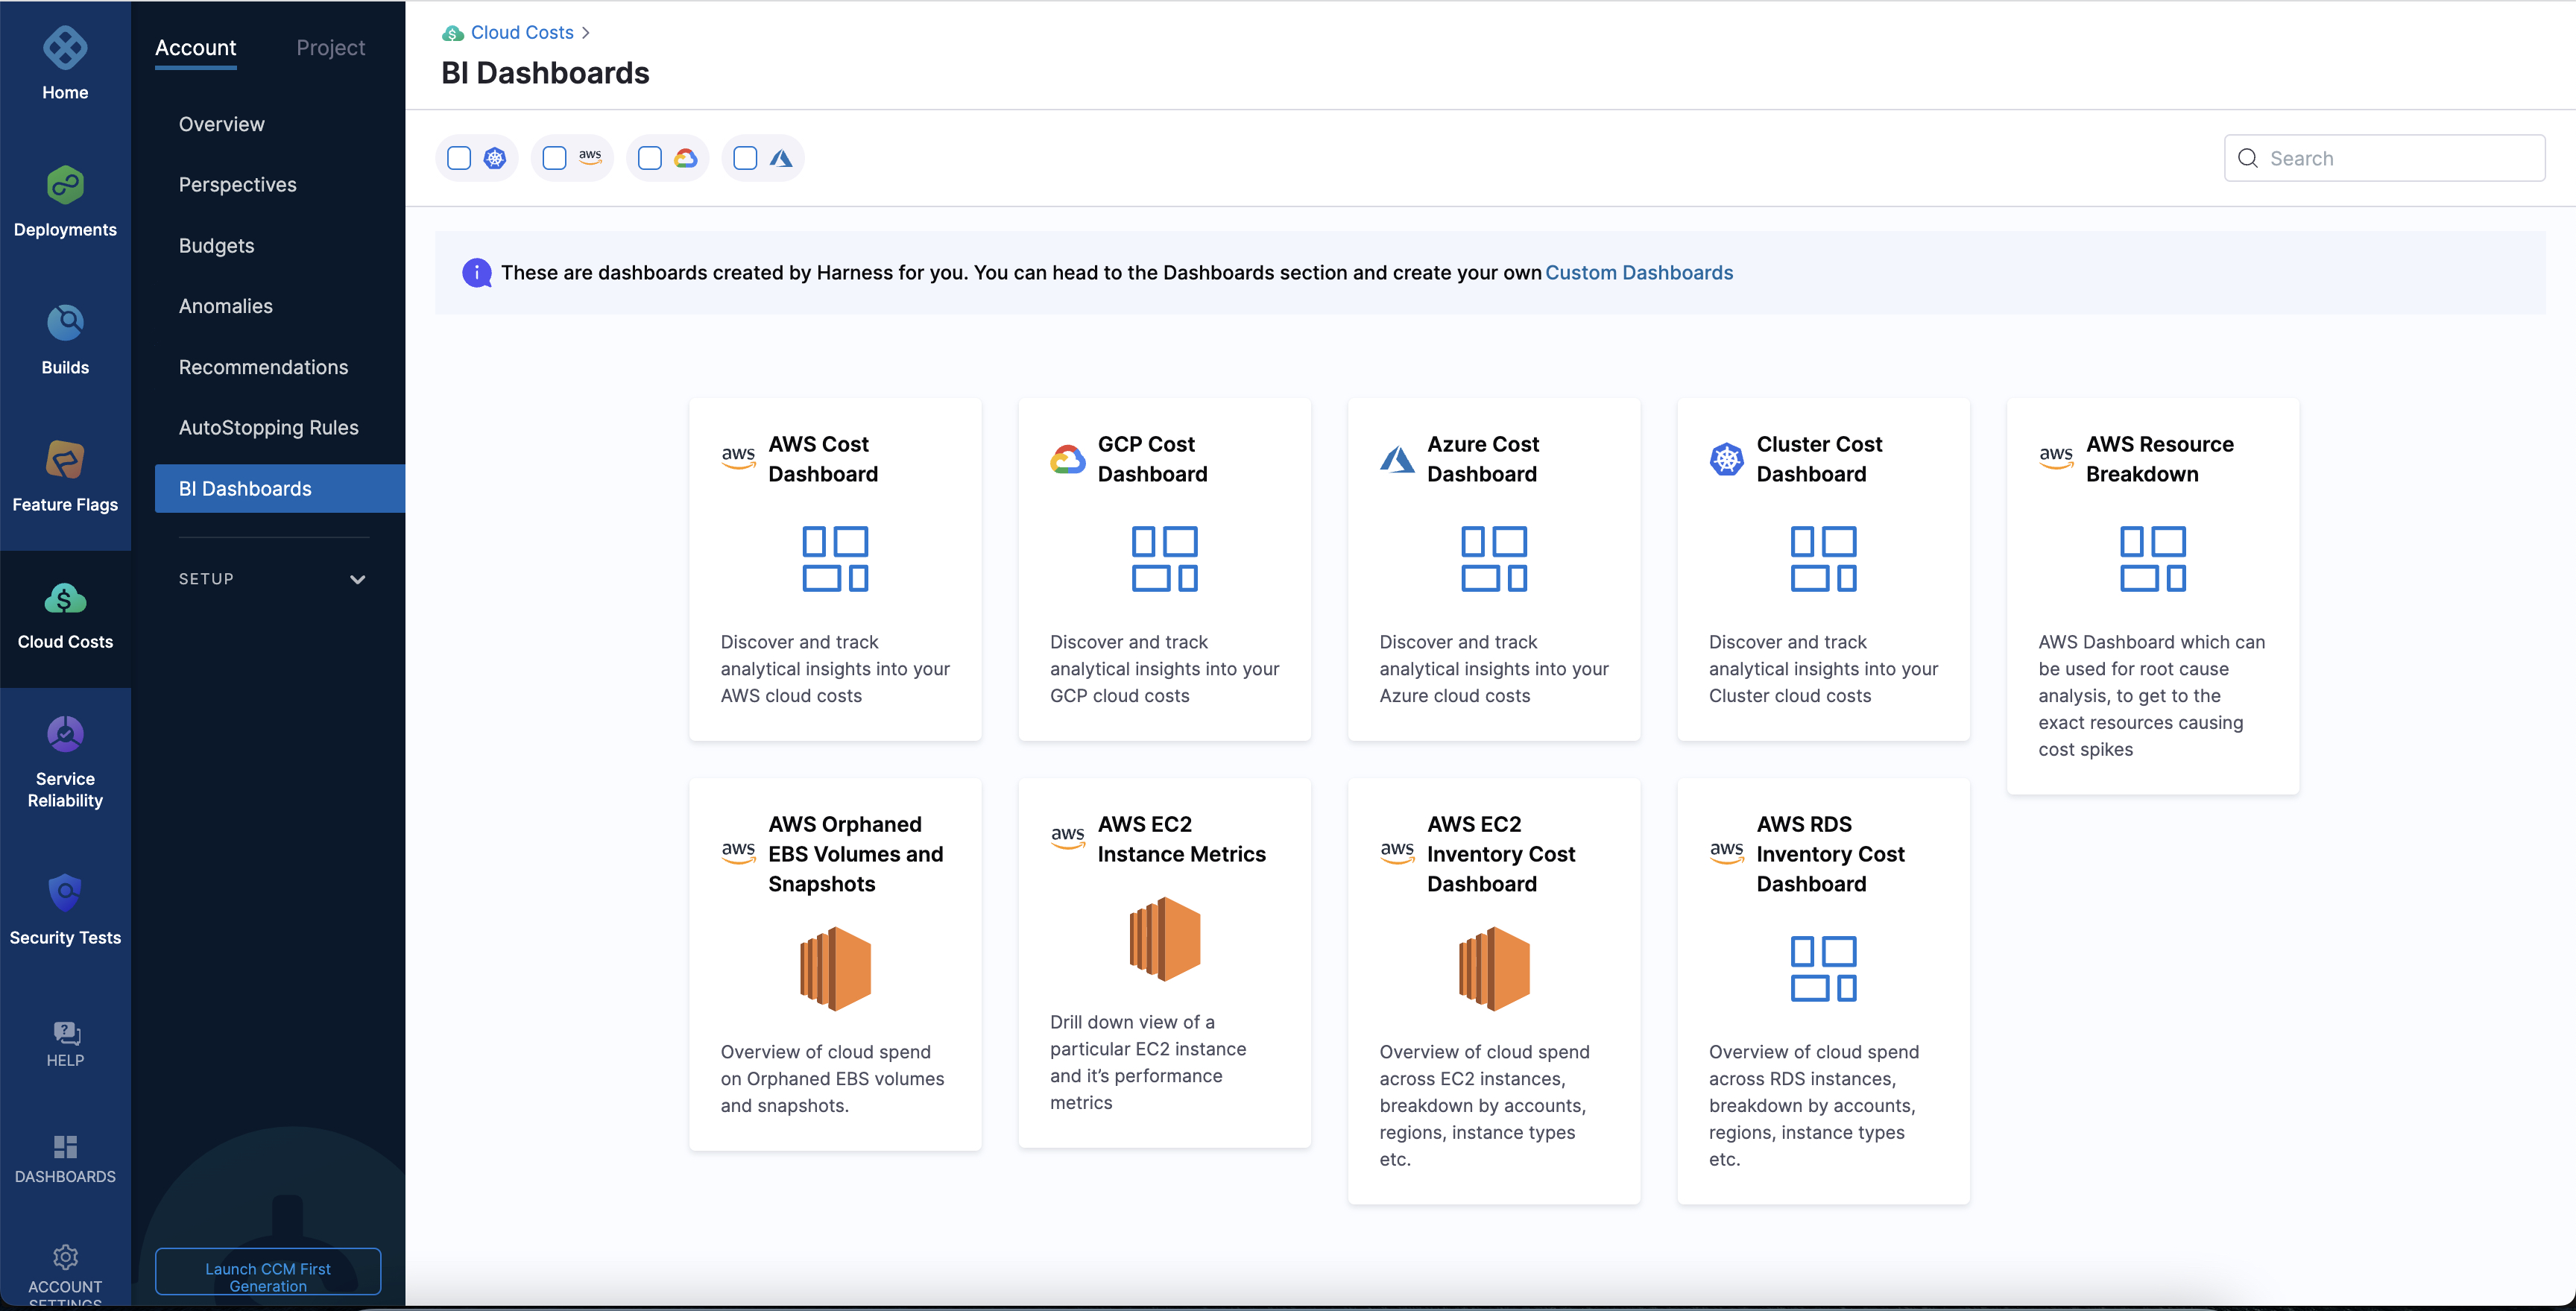 Home
Deployments
Builds
Feature Flags
Cloud Costs
Service
Reliability
Security Tests
HELP
DASHBOARDS
ACCOUNT
SETTINGS
Account
Project
Overview
Perspectives
Budgets
Anomalies
Recommendations
AutoStopping Rules
BI Dashboards
SETUP
Launch CCM First
Generation
Cloud Costs
BI Dashboards
aws
Search
These are dashboards created by Harness for you. You can head to the Dashboards section and create your own Custom Dashboards
aws
AWS Cost
Dashboard
Discover and track
analytical insights into your
AWS cloud costs
GCP Cost
Dashboard
Discover and track
analytical insights into your
GCP cloud costs
Azure Cost
Dashboard
Discover and track
analytical insights into your
Azure cloud costs
Cluster Cost
Dashboard
Discover and track
analytical insights into your
Cluster cloud costs
aws
AWS Resource
Breakdown
AWS Dashboard which can
be used for root cause
analysis, to get to the
exact resources causing
cost spikes
aws
AWS Orphaned
EBS Volumes and
Snapshots
Overview of cloud spend
on Orphaned EBS volumes
and snapshots.
aws
AWS EC2
Instance Metrics
Drill down view of a
particular EC2 instance
and it's performance
metrics
aws
AWS EC2
Inventory Cost
Dashboard
Overview of cloud spend
across EC2 instances,
breakdown by accounts,
regions, instance types
etc.
aws
AWS RDS
Inventory Cost
Dashboard
Overview of cloud spend
across RDS instances,
breakdown by accounts,
regions, instance types
etc.